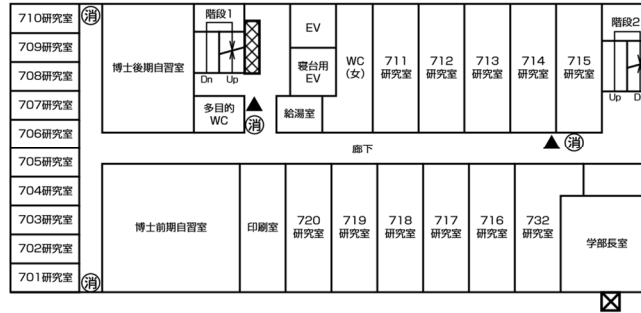 710研究室
709研究室
708研究室
707研究室
706研究室
705研究室
704研究室
703研究室
702研究室
701研究室
消
消
博士後期自習室
階段1
Dn Up
多目的
WC
消
EV
寝台用
EV
給湯室
WC
(女)
711
研究室
712
研究室
713
研究室
714
研究室
715
研究室
階段2
Up D
消
廊下
博士前期自習室
印刷室
720
研究室
719
研究室
718
研究室
717
研究室
716
研究室
732
研究室
学部長室